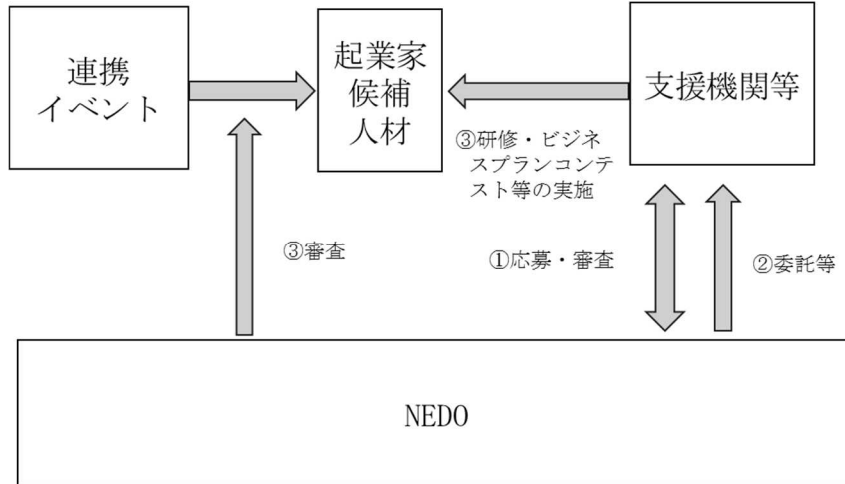 連携
イベント
起業家
候補
人材
支援機関等
③研修・ビジネ
スプランコンテ
スト等の実施
③審査
①応募・審査
②委託等
NEDO